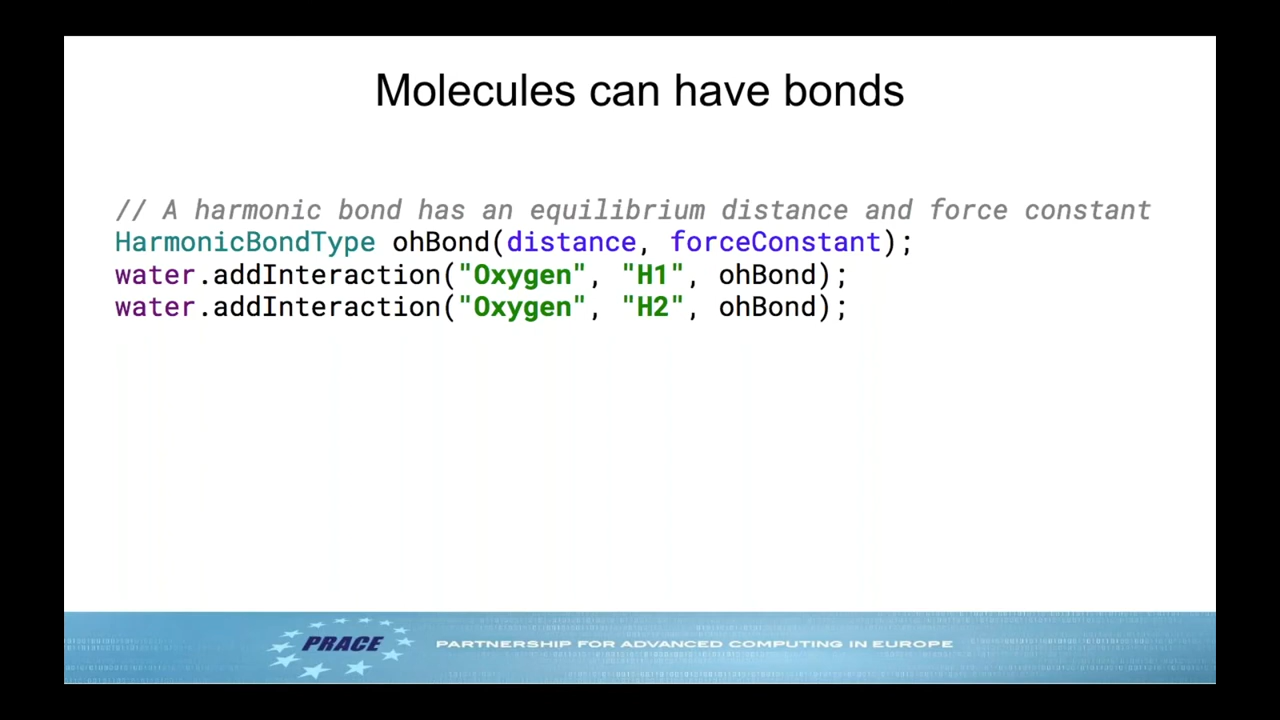 Molecules can have bonds
// A harmonic bond has an equilibrium distance and force constant
HarmonicBondType ohBond(distance, forceConstant);
water.addInteraction("Oxygen", "H1", ohBond);
water.addInteraction("Oxygen", "H2", ohBond);
PRACE
PARTNERSHIP FOR ADVANCED COMPUTING IN EUROPE